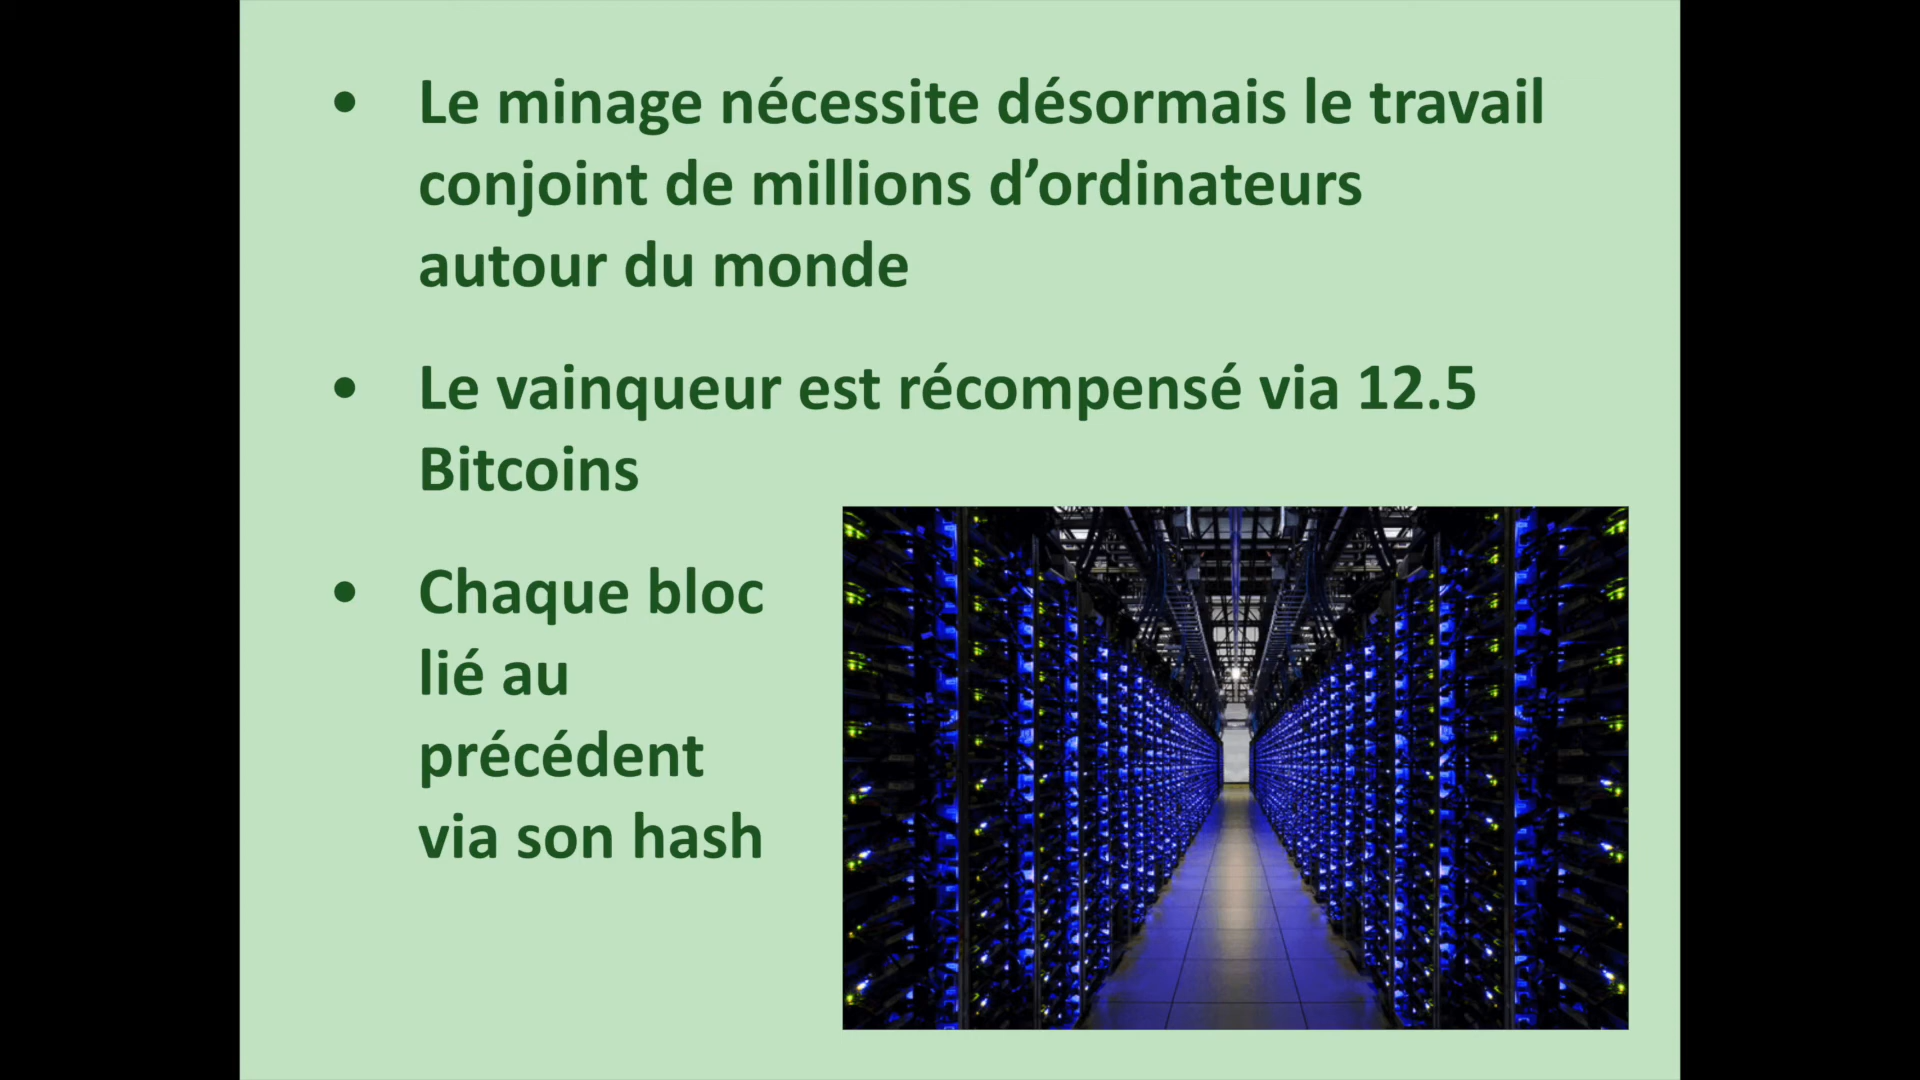 • Le minage nécessite désormais le travail
conjoint de millions d’ordinateurs
autour du monde
• Le vainqueur est récompensé via 12.5
Bitcoins
• Chaque bloc
lié au
précédent
via son hash